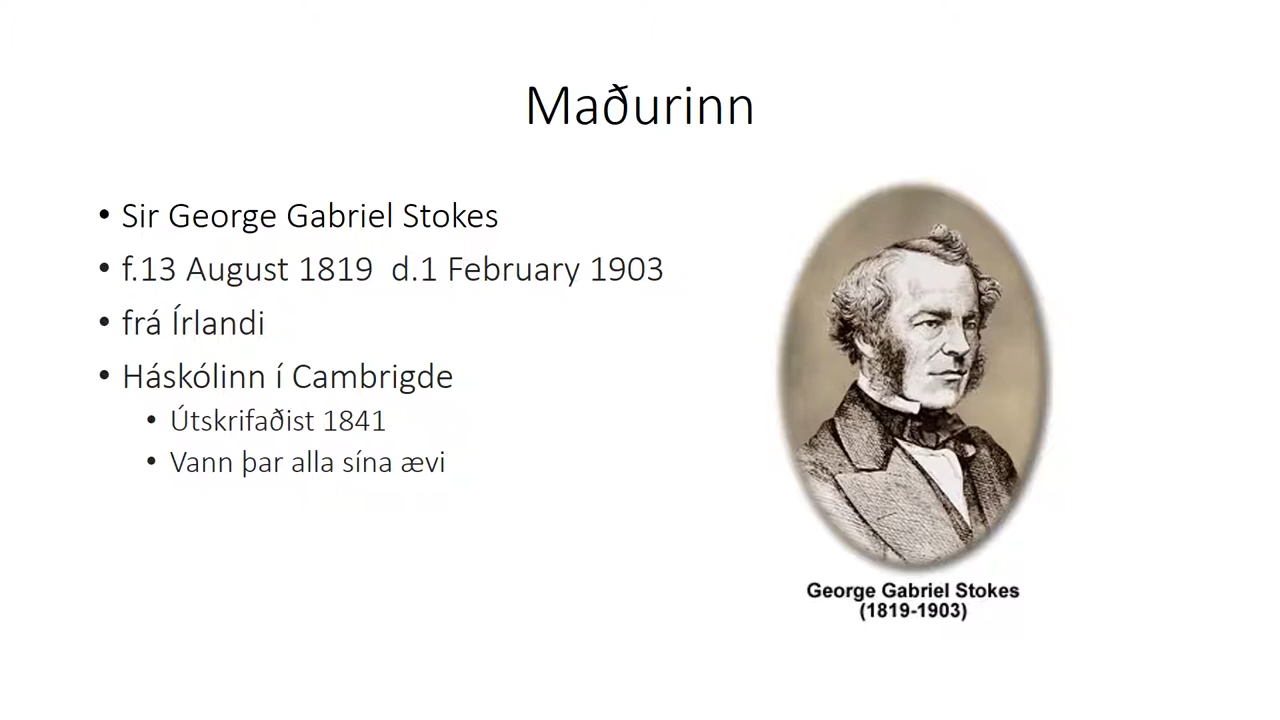 Maðurinn
• Sir George Gabriel Stokes
• f.13 August 1819  d.1 February 1903
• frá Írlandi
• Háskólinn í Cambrigde
• Útskrifaðist 1841
• Vann þar alla sína ævi
George Gabriel Stokes
(1819-1903)